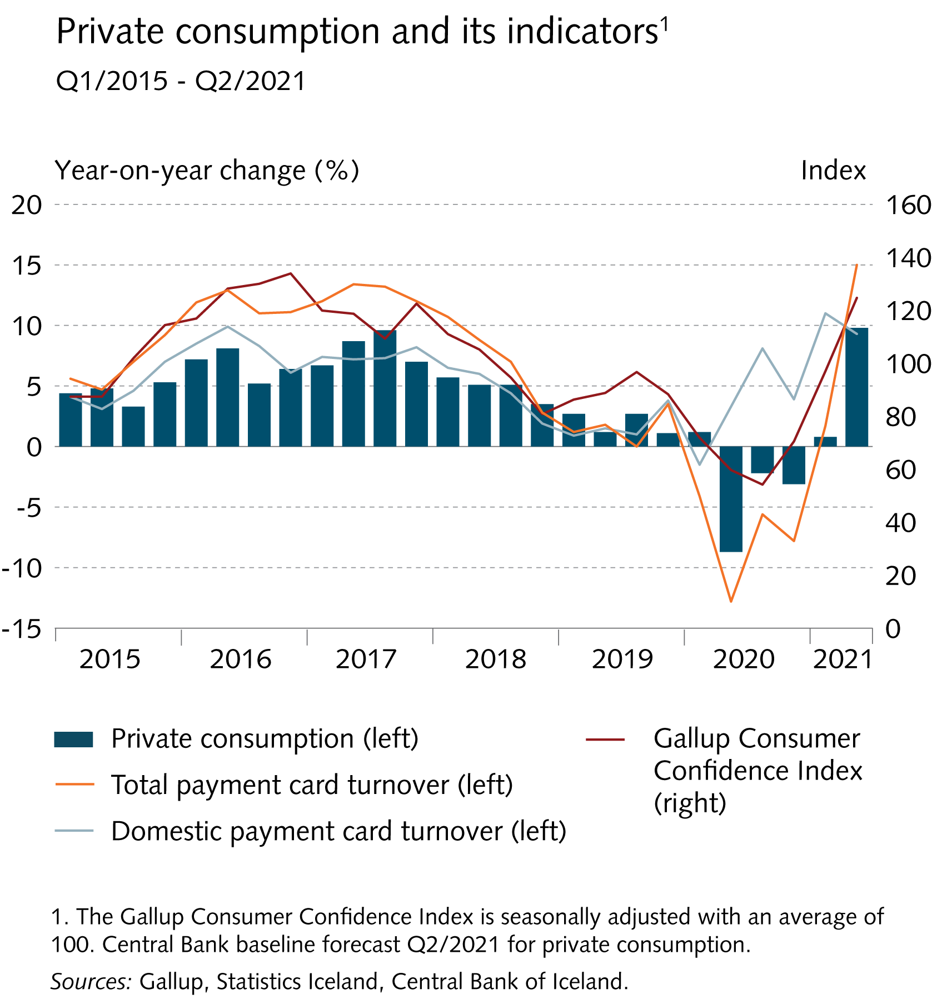 Private consumption and its indicators¹
Q1/2015 - Q2/2021
Year-on-year change (%)
Index
20
160
15
140
10
120
5
100
0
80
-5
60
-10
40
-15
20
0
2015
2016
2017
2018
2019
2020
2021
Private consumption (left)
Total payment card turnover (left)
Domestic payment card turnover (left)
Gallup Consumer
Confidence Index
(right)
1. The Gallup Consumer Confidence Index is seasonally adjusted with an average of
100. Central Bank baseline forecast Q2/2021 for private consumption.
Sources: Gallup, Statistics Iceland, Central Bank of Iceland.